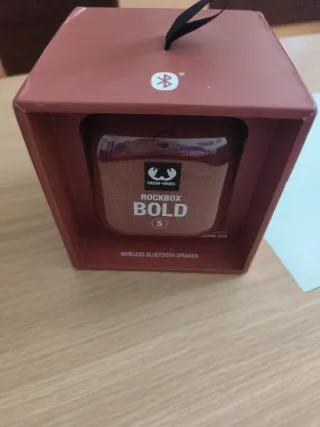 FRESH 'N REBEL
ROCKBOX
BOLD
S
WIRELESS BLUETOOTH SPEAKER